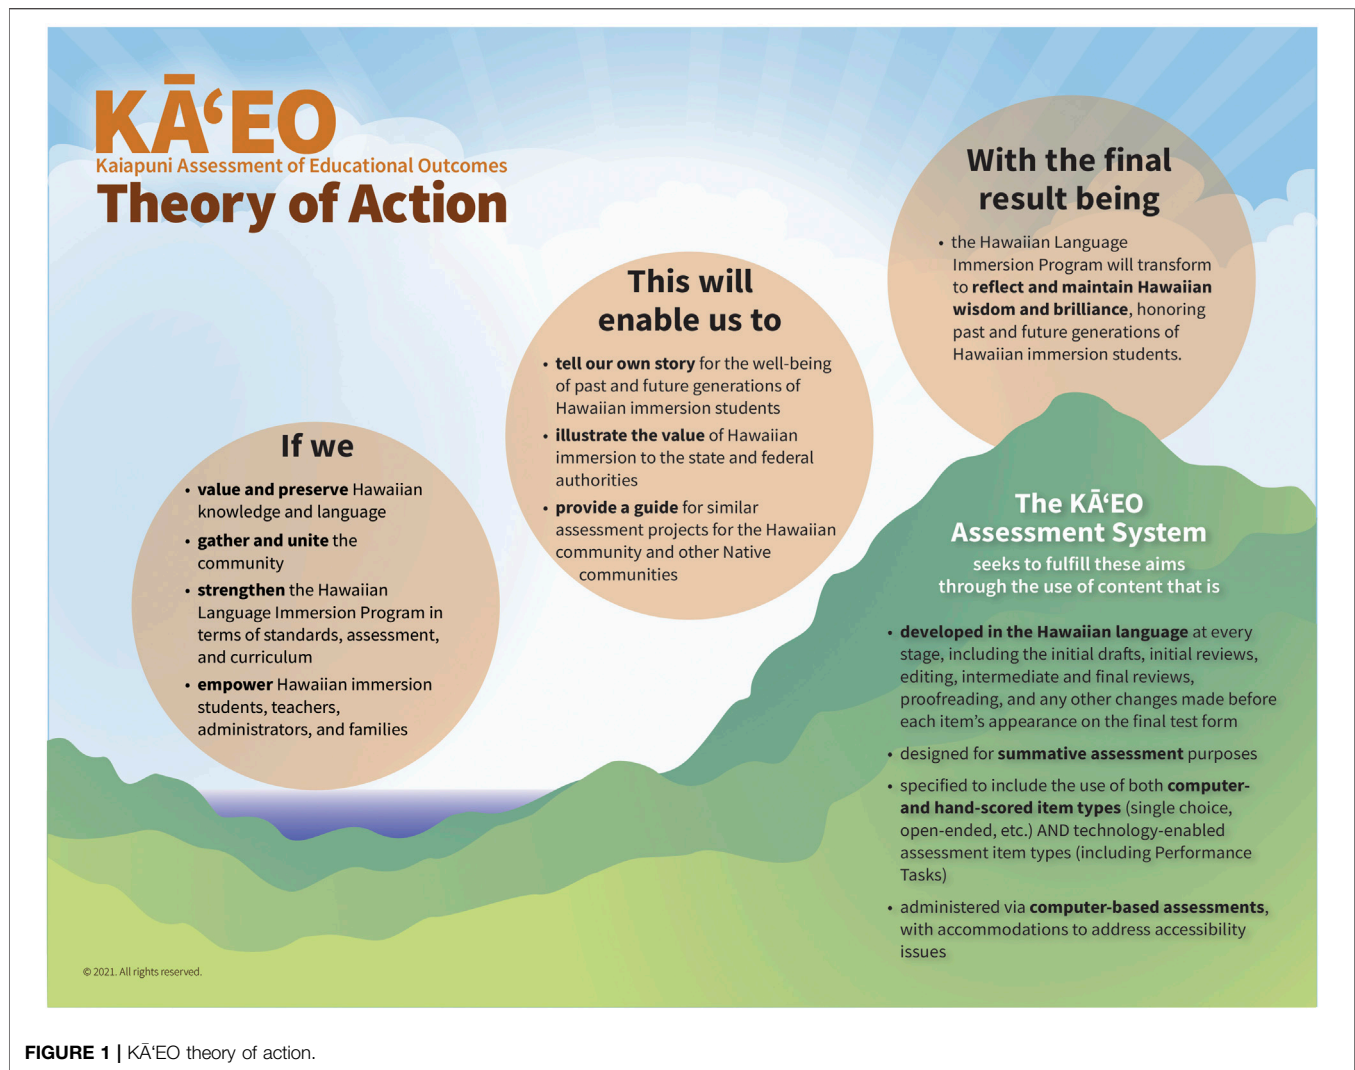 KĀʻEO
Kaiapuni Assessment of Educational Outcomes
Theory of Action
If we
• value and preserve Hawaiian
knowledge and language
• gather and unite the
community
• strengthen the Hawaiian
Language Immersion Program in
terms of standards, assessment,
and curriculum
• empower Hawaiian immersion
students, teachers,
administrators, and families
This will
enable us to
• tell our own story for the well-being
of past and future generations of
Hawaiian immersion students
• illustrate the value of Hawaiian
immersion to the state and federal
authorities
• provide a guide for similar
assessment projects for the Hawaiian
community and other Native
communities
With the final
result being
• the Hawaiian Language
Immersion Program will transform
to reflect and maintain Hawaiian
wisdom and brilliance, honoring
past and future generations of
Hawaiian immersion students.
The KĀʻEO
Assessment System
seeks to fulfill these aims
through the use of content that is
• developed in the Hawaiian language at every
stage, including the initial drafts, initial reviews,
editing, intermediate and final reviews,
proofreading, and any other changes made before
each item's appearance on the final test form
• designed for summative assessment purposes
• specified to include the use of both computer-
and hand-scored item types (single choice,
open-ended, etc.) AND technology-enabled
assessment item types (including Performance
Tasks)
• administered via computer-based assessments,
with accommodations to address accessibility
issues
© 2021. All rights reserved.
FIGURE 1 | KĀʻEO theory of action.